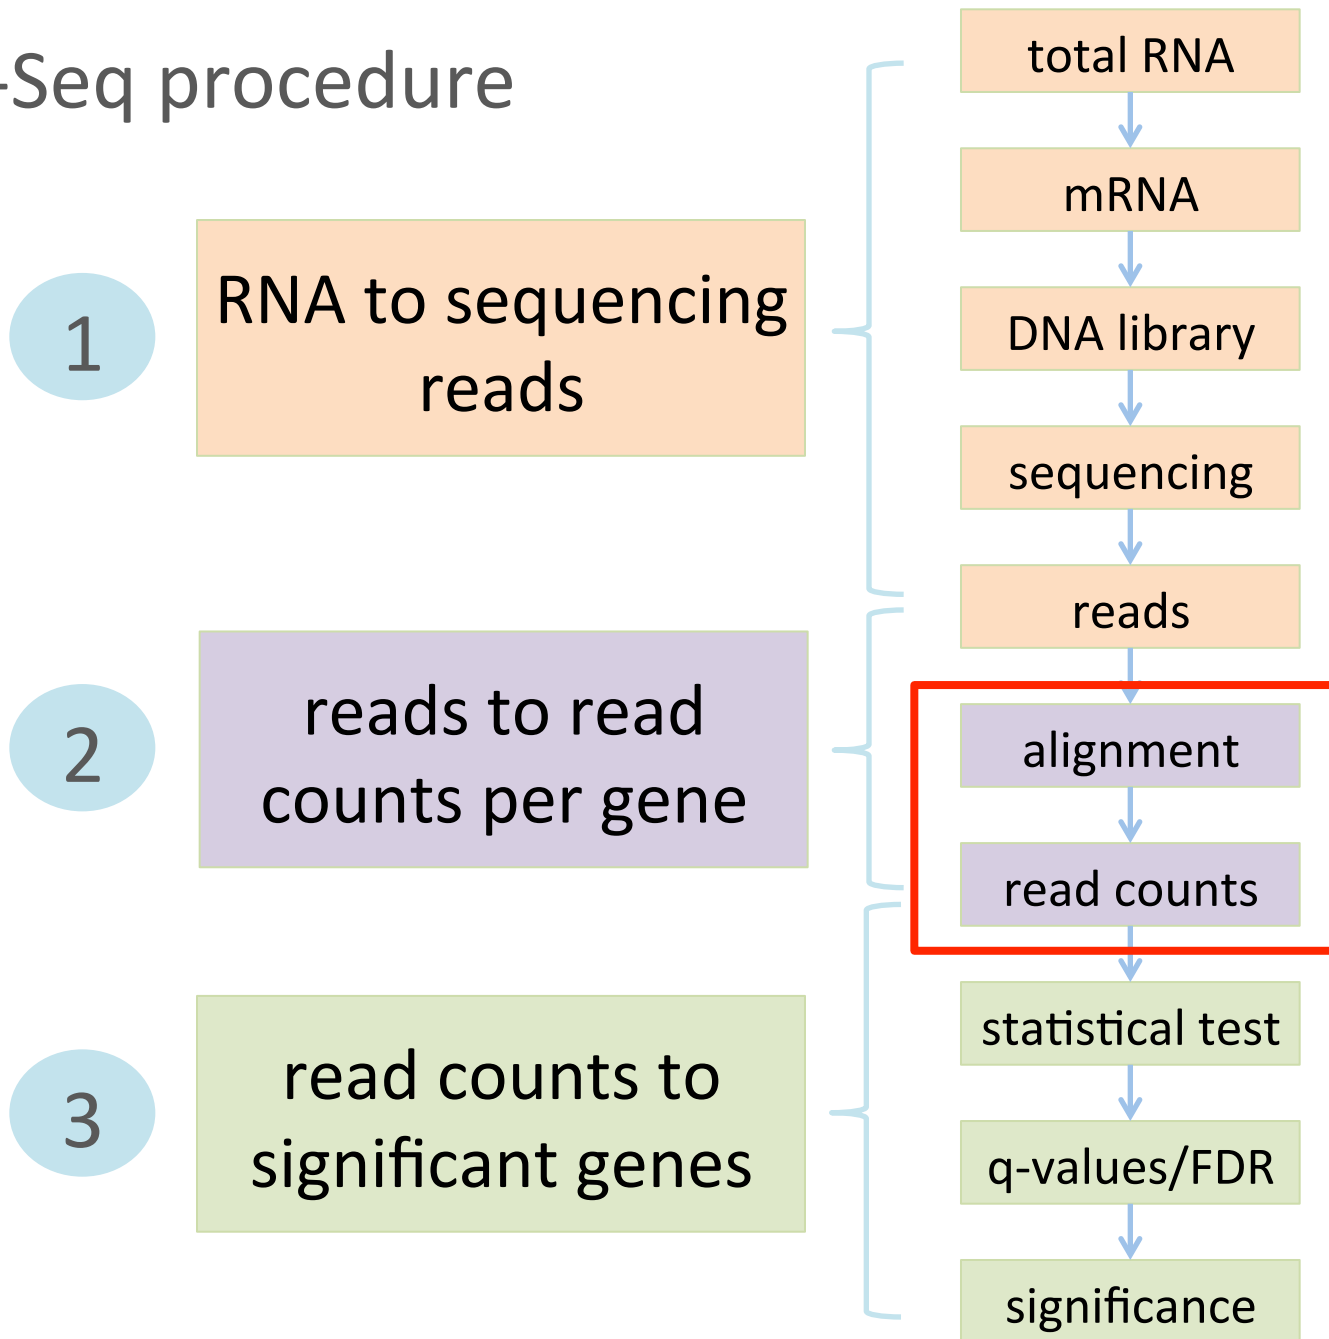 -Seq procedure
1
RNA to sequencing
reads
2
reads to read
counts per gene
3
read counts to
significant genes
total RNA
mRNA
DNA library
sequencing
reads
alignment
read counts
statistical test
q-values/FDR
significance